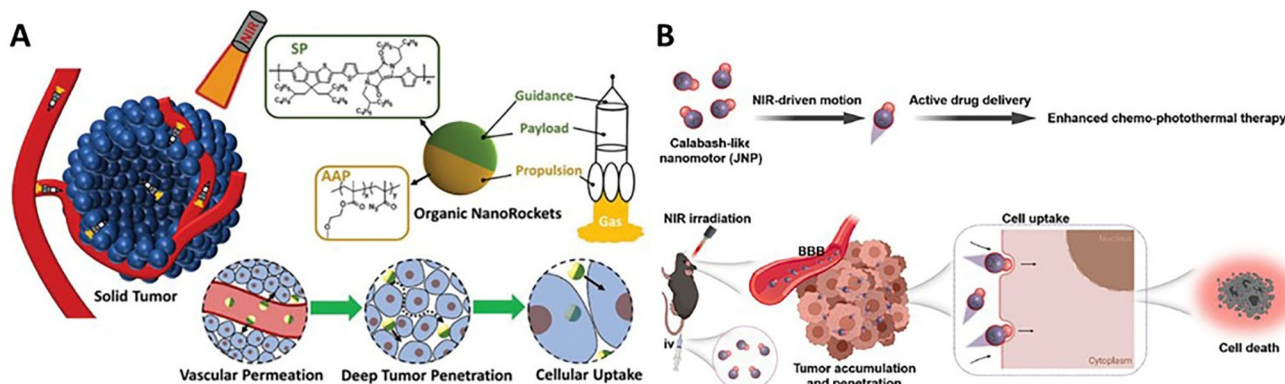 A
NIR
SP
Guidance
Payload
Propulsion
AAP
Organic NanoRockets
Gas
Solid Tumor
Vascular Permeation
Deep Tumor Penetration
Cellular Uptake
B
NIR-driven motion
Active drug delivery
Enhanced chemo-photothermal therapy
Calabash-like
nanomotor (JNP)
NIR irradiation
BBB
Cell uptake
Nucleus
iv
Cytoplasm
Tumor accumulation
and penetration
Cell death